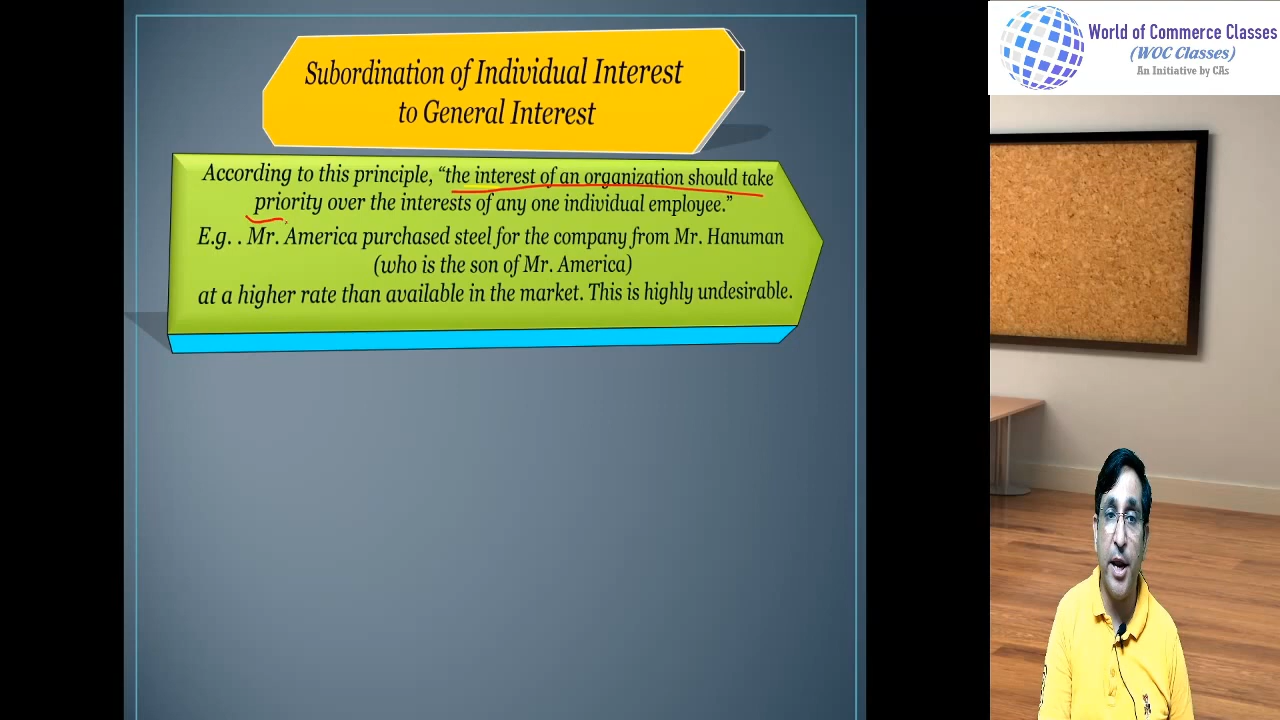 Subordination of Individual Interest
to General Interest
According to this principle, “the interest of an organization should take
priority over the interests of any one individual employee.”
E.g. . Mr. America purchased steel for the company from Mr. Hanuman
(who is the son of Mr. America)
at a higher rate than available in the market. This is highly undesirable.
World of Commerce Classes
(WOC Classes)
An Initiative by CAs